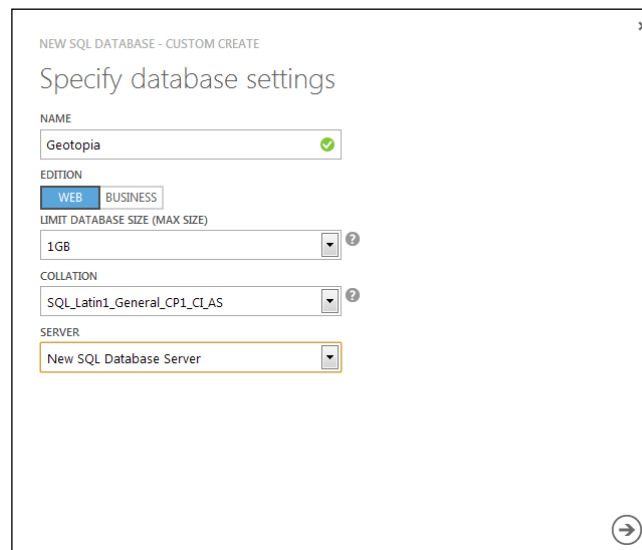 NEW SQL DATABASE - CUSTOM CREATE
Specify database settings
NAME
Geotopia
EDITION
WEB BUSINESS
LIMIT DATABASE SIZE (MAX SIZE)
1GB
COLLATION
SQL_Latin1_General_CP1_CI_AS
SERVER
New SQL Database Server